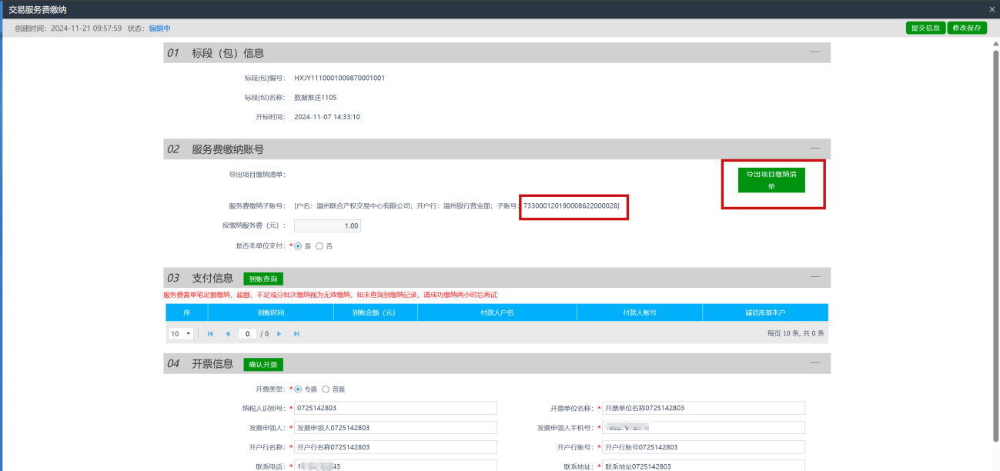 交易服务费缴纳
创建时间: 2024-11-21 09:57:59 状态: 编辑中 提交信息 修改保存
01 标段（包）信息
标段(包)编号: HXJY1110001009870001001
标段(包)名称: 数据推送1105
开标时间: 2024-11-07 14:33:10
02 服务费缴纳账号
导出项目缴纳清单:
导出项目缴纳清
单
服务费缴纳子账号: [户名: 温州联合产权交易中心有限公司; 开户行: 温州银行营业部; 子账号: 733000120190008622000028]
应缴纳服务费（元）: 1.00
是否本单位支付: * 是 否
03 支付信息 到账查询
服务费需单笔足额缴纳，超额、不足或分批次缴纳视为无效缴纳，如未查询到缴纳记录，请成功缴纳两小时后再试
序 到账时间 到账金额（元） 付款人户名 付款人账号 诚信库基本户
10 0 / 0 每页 10 条, 共 0 条
04 开票信息 确认开票
开票类型: * 专票 普票
纳税人识别号: * 0725142803 开票单位名称: * 开票单位名称0725142803
发票申领人: * 发票申领人0725142803 发票申领人手机号: *
开户行名称: * 开户行名称0725142803 开户行账号: * 开户行账号0725142803
联系电话: * 1 43 联系地址: * 联系地址0725142803